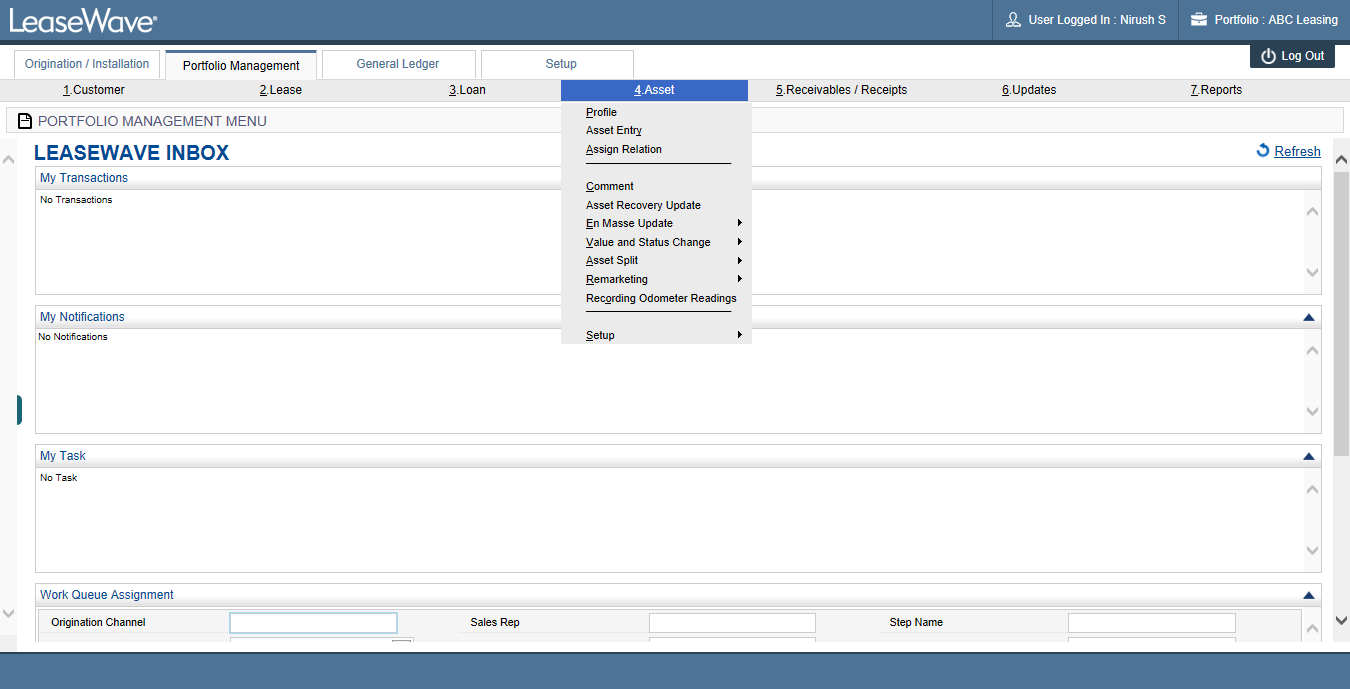 LeaseWave®
User Logged In : Nirush S
Portfolio : ABC Leasing
Log Out
Origination / Installation
Portfolio Management
General Ledger
Setup
1.Customer
2.Lease
3.Loan
4.Asset
5.Receivables / Receipts
6.Updates
7.Reports
PORTFOLIO MANAGEMENT MENU
Profile
Asset Entry
Assign Relation
Comment
Asset Recovery Update
En Masse Update
Value and Status Change
Asset Split
Remarketing
Recording Odometer Readings
Setup
LEASEWAVE INBOX
Refresh
My Transactions
No Transactions
My Notifications
No Notifications
My Task
No Task
Work Queue Assignment
Origination Channel
Sales Rep
Step Name